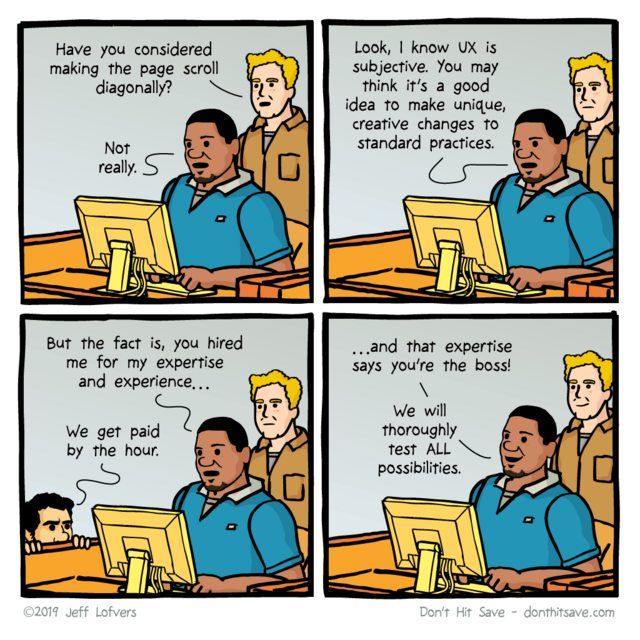 Have you considered
making the page scroll
diagonally?
Not
really.
Look, I know UX is
subjective. You may
think it's a good
idea to make unique,
creative changes to
standard practices.
But the fact is, you hired
me for my expertise
and experience...
We get paid
by the hour.
...and that expertise
says you're the boss!
We will
thoroughly
test ALL
possibilities.
©2019 Jeff Lofvers
Don't Hit Save - donthitsave.com